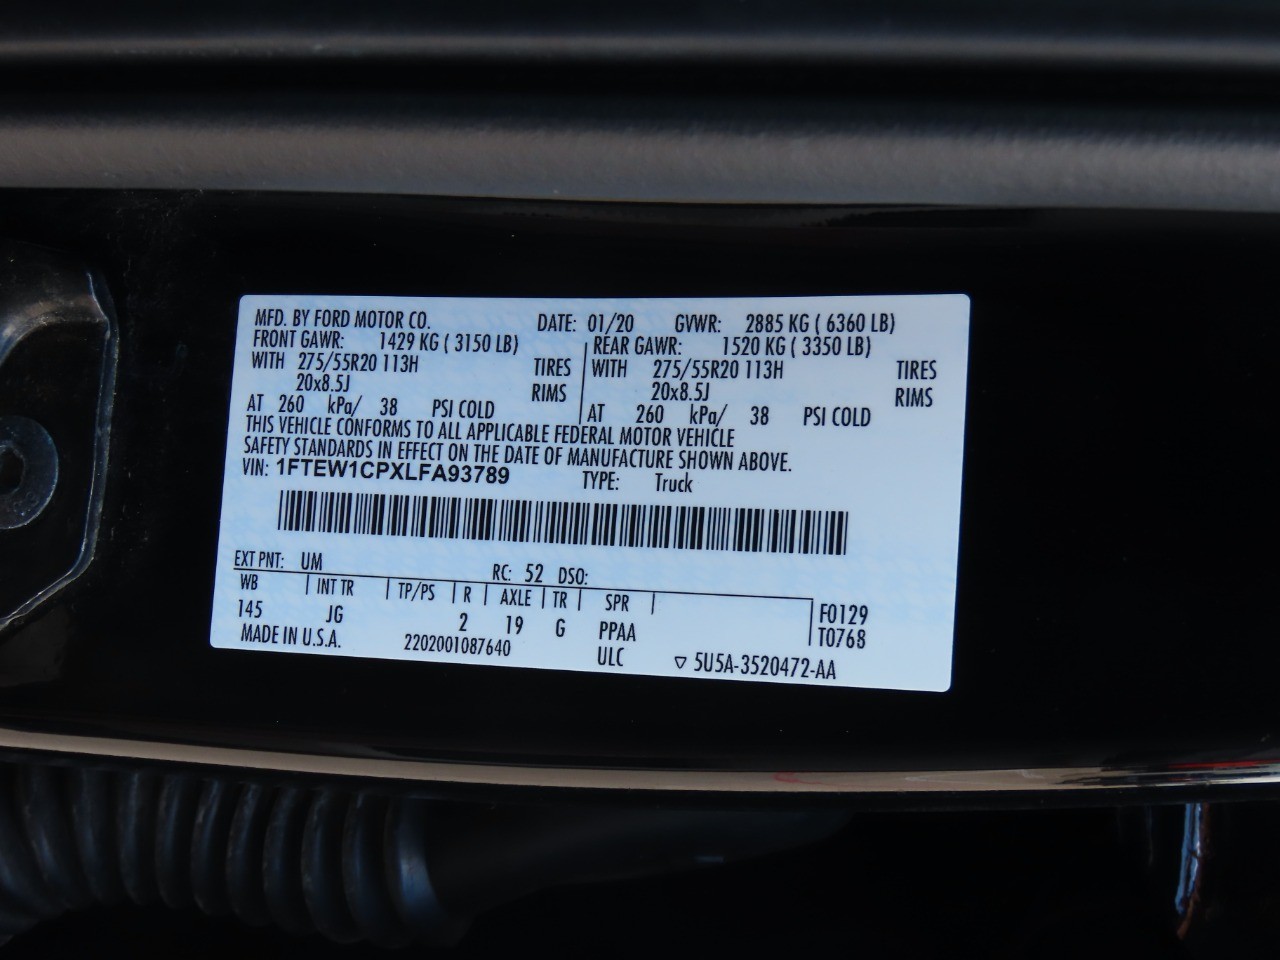 MFD. BY FORD MOTOR CO. DATE: 01/20 GVWR: 2885 KG ( 6360 LB)
FRONT GAWR: 1429 KG ( 3150 LB) REAR GAWR: 1520 KG ( 3350 LB)
WITH 275/55R20 113H TIRES WITH 275/55R20 113H TIRES
20x8.5J RIMS 20x8.5J RIMS
AT 260 kPa/ 38 PSI COLD AT 260 kPa/ 38 PSI COLD
THIS VEHICLE CONFORMS TO ALL APPLICABLE FEDERAL MOTOR VEHICLE
SAFETY STANDARDS IN EFFECT ON THE DATE OF MANUFACTURE SHOWN ABOVE.
VIN: 1FTEW1CPXLFA93789 TYPE: Truck
EXT PNT: UM RC: 52 DSO:
WB INT TR TP/PS R AXLE TR SPR F0129
145 JG 2 19 G PPAA T0768
MADE IN U.S.A. 2202001087640 ULC ▽ 5U5A-3520472-AA